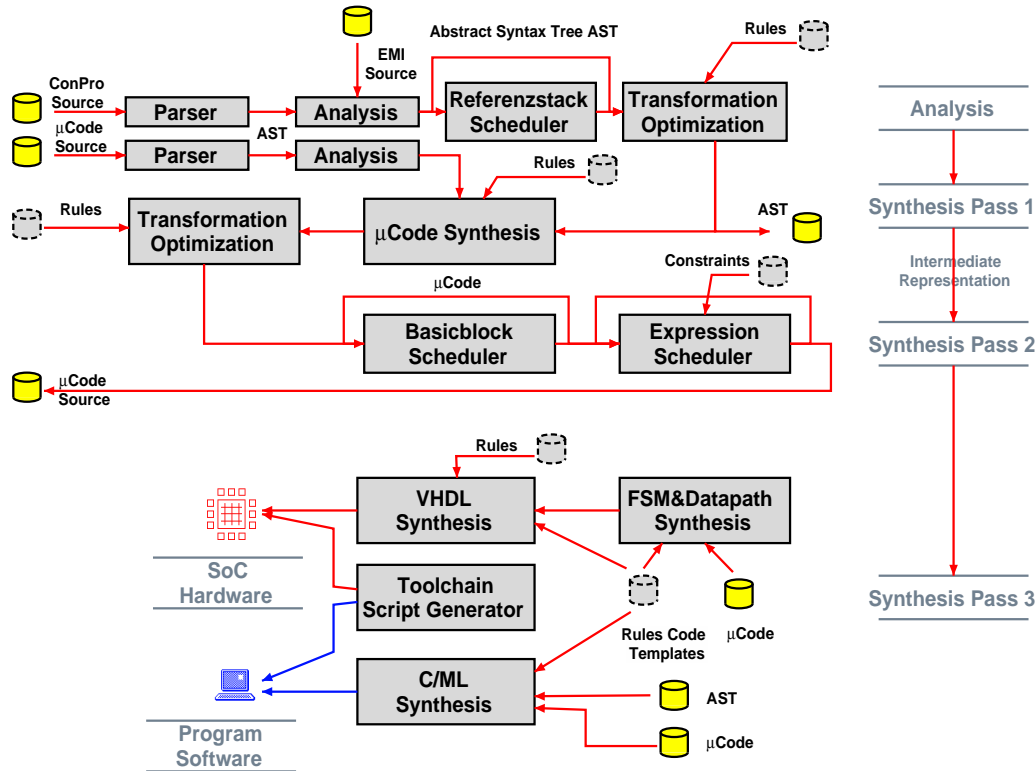 Abstract Syntax Tree AST
Rules
EMI
Source
ConPro
Source
Parser
Analysis
Referenzstack
Scheduler
Transformation
Optimization
Analysis
μCode
Source
Parser
AST
Analysis
Rules
Rules
Transformation
Optimization
μCode Synthesis
AST
Synthesis Pass 1
Constraints
Intermediate
Representation
μCode
Basicblock
Scheduler
Expression
Scheduler
Synthesis Pass 2
μCode
Source
Rules
VHDL
Synthesis
FSM&Datapath
Synthesis
SoC
Hardware
Toolchain
Script Generator
Synthesis Pass 3
Rules Code
Templates
μCode
C/ML
Synthesis
AST
Program
Software
μCode